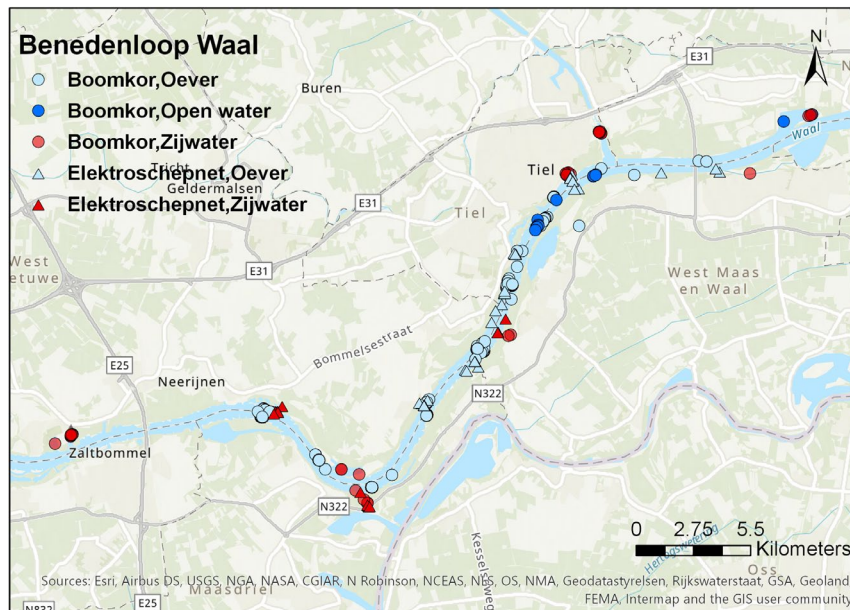 Benedenloop Waal
Boomkor,Oever
Boomkor,Open water
Boomkor,Zijwater
Elektroschepnet,Oever
Elektroschepnet,Zijwater
N
E31
Buren
Waal
Tricht
Geldermalsen
Tiel
E31
Tiel
West
E31
West Maas
en Waal
Bommelsestraat
E25
Neerijnen
N322
Zaltbommel
N322
0 2.75 5.5
Kilometers
Kesselseweg
Hertogswetering
Oss
Sources: Esri, Airbus DS, USGS, NGA, NASA, CGIAR, N Robinson, NCEAS, NLS, OS, NMA, Geodatastyrelsen, Rijkswaterstaat, GSA, Geoland
FEMA, Intermap and the GIS user community
Maasdriel
N832
E25